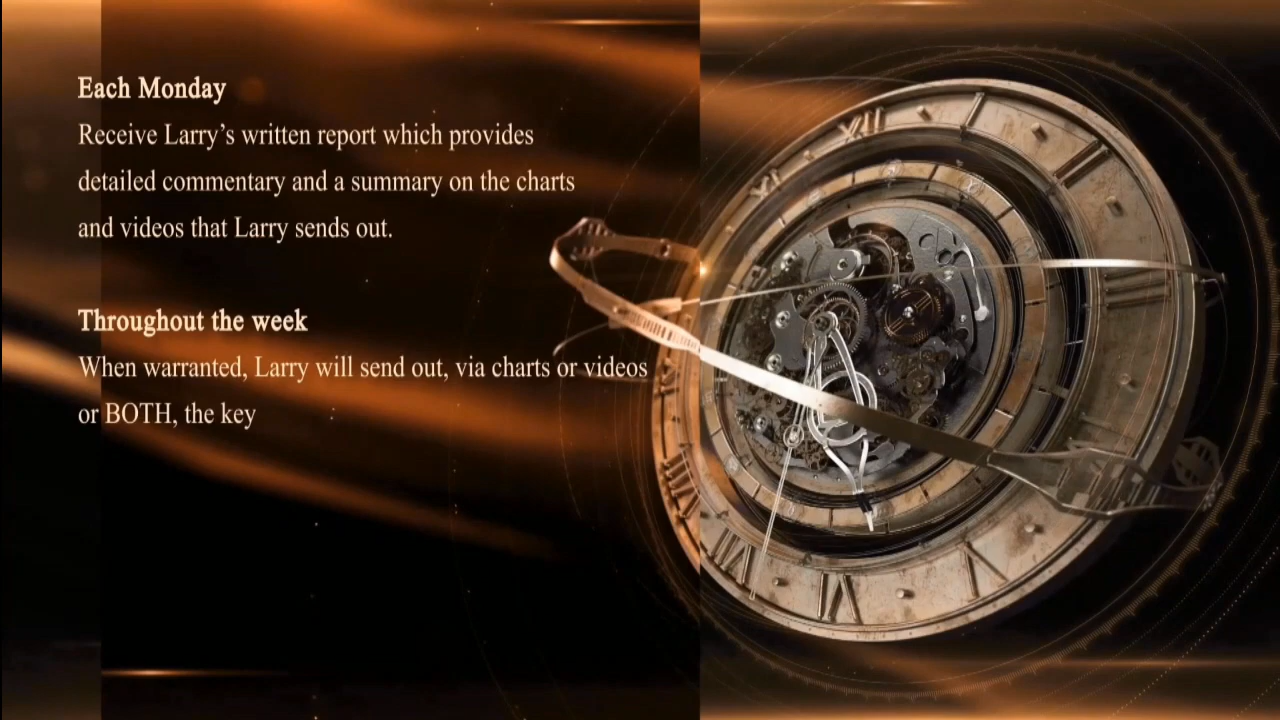 Each Monday
Receive Larry’s written report which provides
detailed commentary and a summary on the charts
and videos that Larry sends out.
Throughout the week
When warranted, Larry will send out, via charts or videos
or BOTH, the key